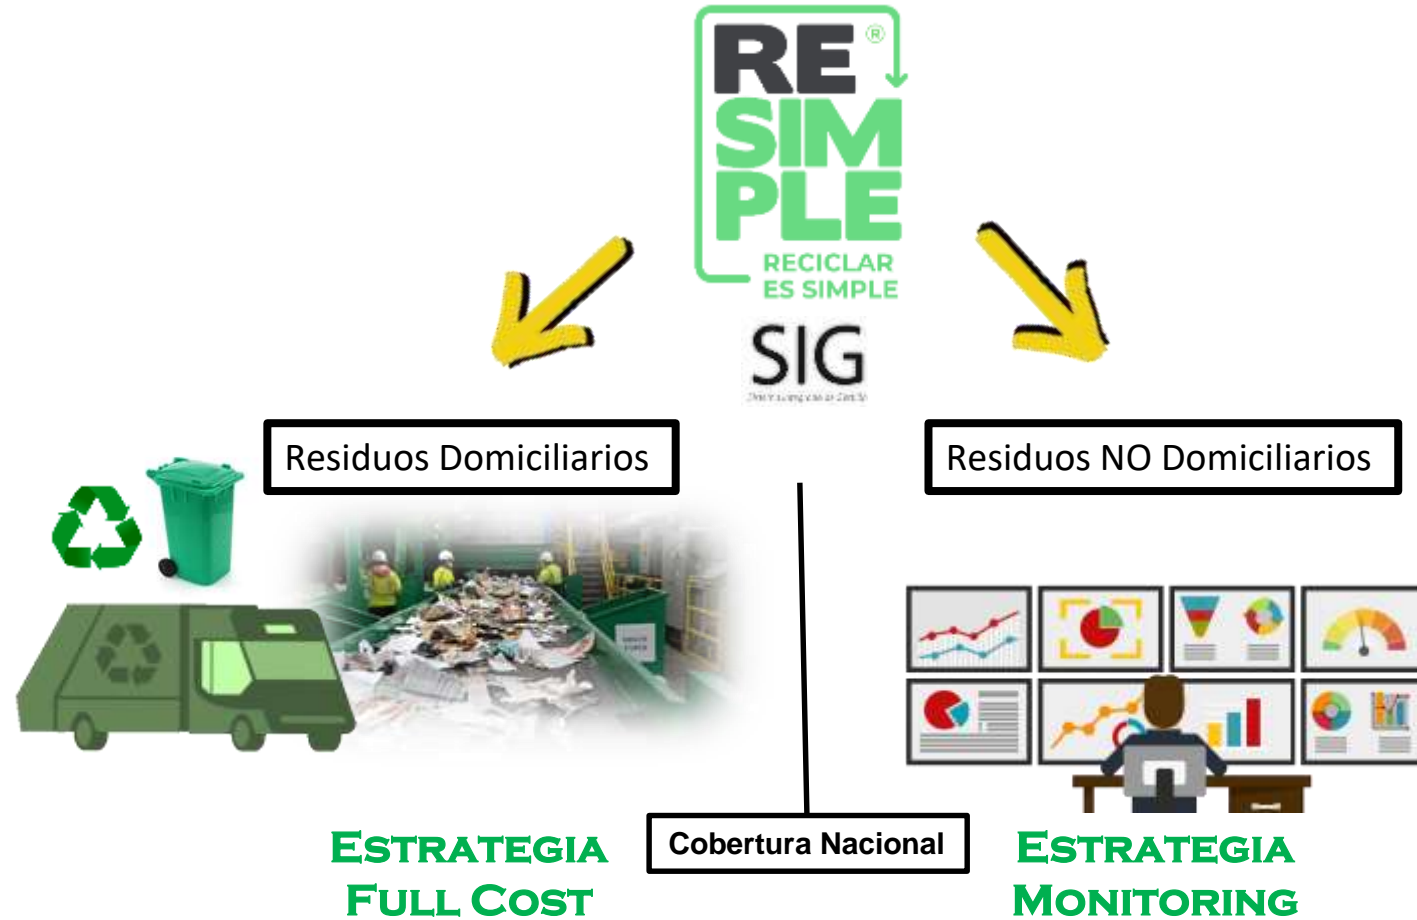 RE®
SIM
PLE
RECICLAR
ES SIMPLE
SIG
Residuos Domiciliarios
Residuos NO Domiciliarios
Cobertura Nacional
ESTRATEGIA
FULL COST
ESTRATEGIA
MONITORING